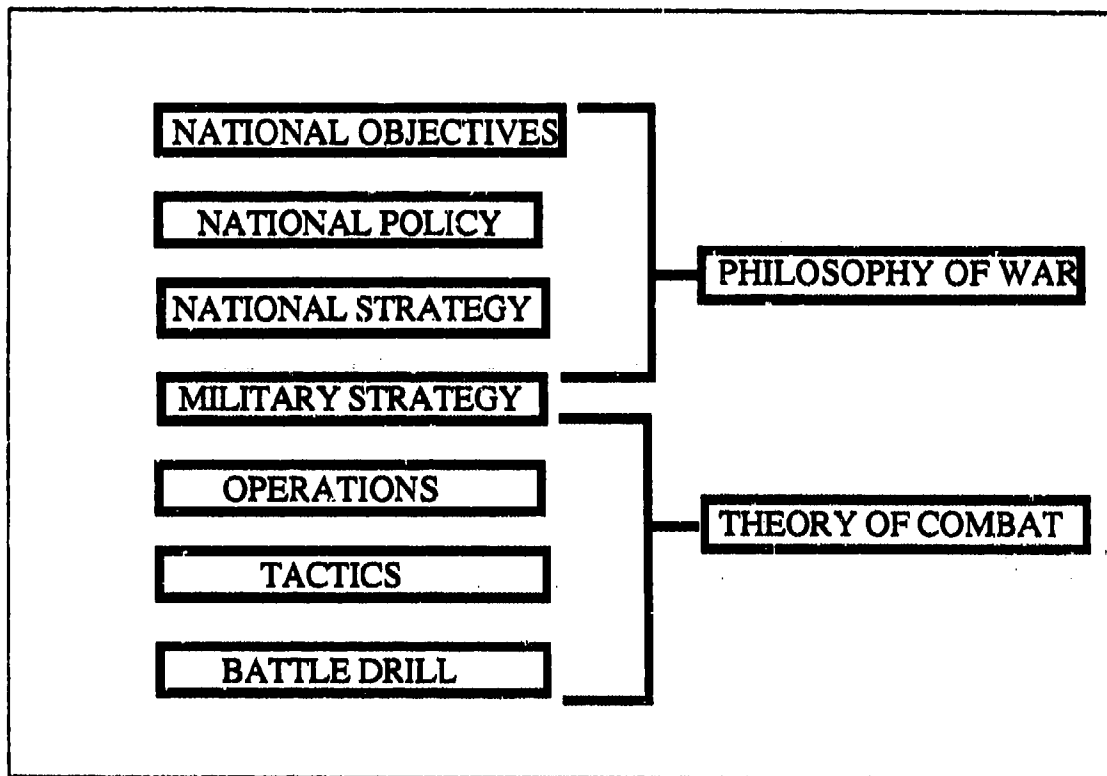 NATIONAL OBJECTIVES
NATIONAL POLICY
NATIONAL STRATEGY
MILITARY STRATEGY
OPERATIONS
TACTICS
BATTLE DRILL
PHILOSOPHY OF WAR
THEORY OF COMBAT